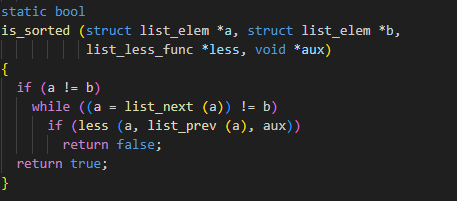 static bool
is_sorted (struct list_elem *a, struct list_elem *b,
           list_less_func *less, void *aux)
{
  if (a != b)
    while ((a = list_next (a)) != b)
      if (less (a, list_prev (a), aux))
        return false;
  return true;
}